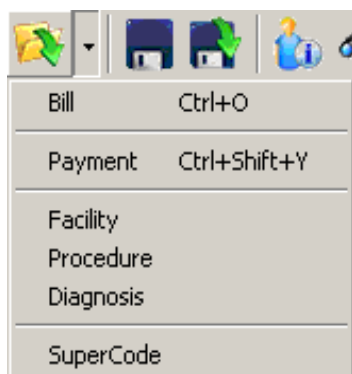 Bill Ctrl+O
Payment Ctrl+Shift+Y
Facility
Procedure
Diagnosis
SuperCode